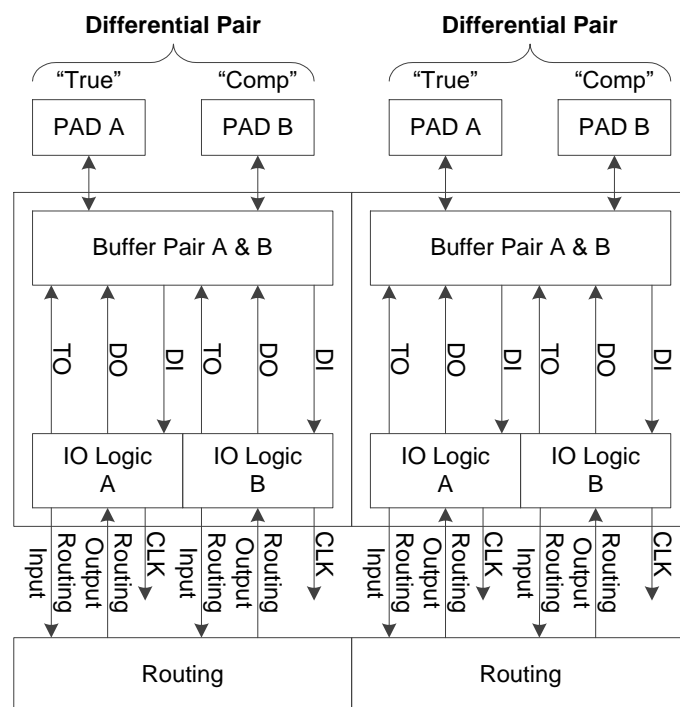 Differential Pair Differential Pair
“True” “Comp” “True” “Comp”
PAD A PAD B PAD A PAD B
Buffer Pair A & B Buffer Pair A & B
TO DO DI TO DO DI TO DO DI TO DO DI
IO Logic IO Logic IO Logic IO Logic
A B A B
Routing Routing CLK Routing Routing CLK Routing Routing CLK Routing Routing CLK
Input Output Input Output Input Output Input Output
Routing Routing